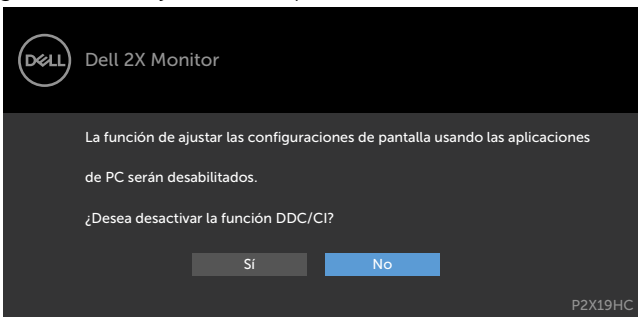 DELL
Dell 2X Monitor
La función de ajustar las configuraciones de pantalla usando las aplicaciones
de PC serán desabilitados.
¿Desea desactivar la función DDC/CI?
Sí
No
P2X19HC